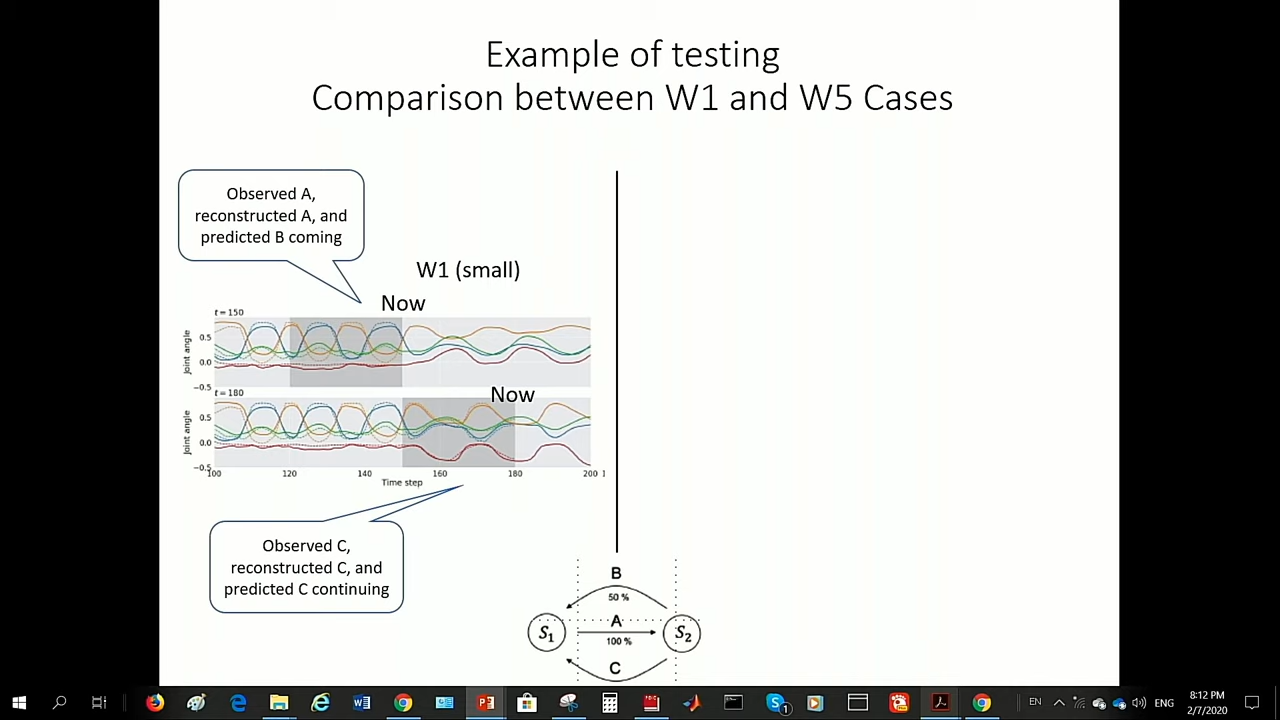 Example of testing
Comparison between W1 and W5 Cases
Observed A,
reconstructed A, and
predicted B coming
W1 (small)
Now
t = 150
Joint angle
0.5
0.0
−0.5
Now
t = 180
Joint angle
0.5
0.0
−0.5
100 120 140 160 180 200 1
Time step
Observed C,
reconstructed C, and
predicted C continuing
B
50 %
S1 A S2
100 %
C
EN ENG
8:12 PM
2/7/2020
1